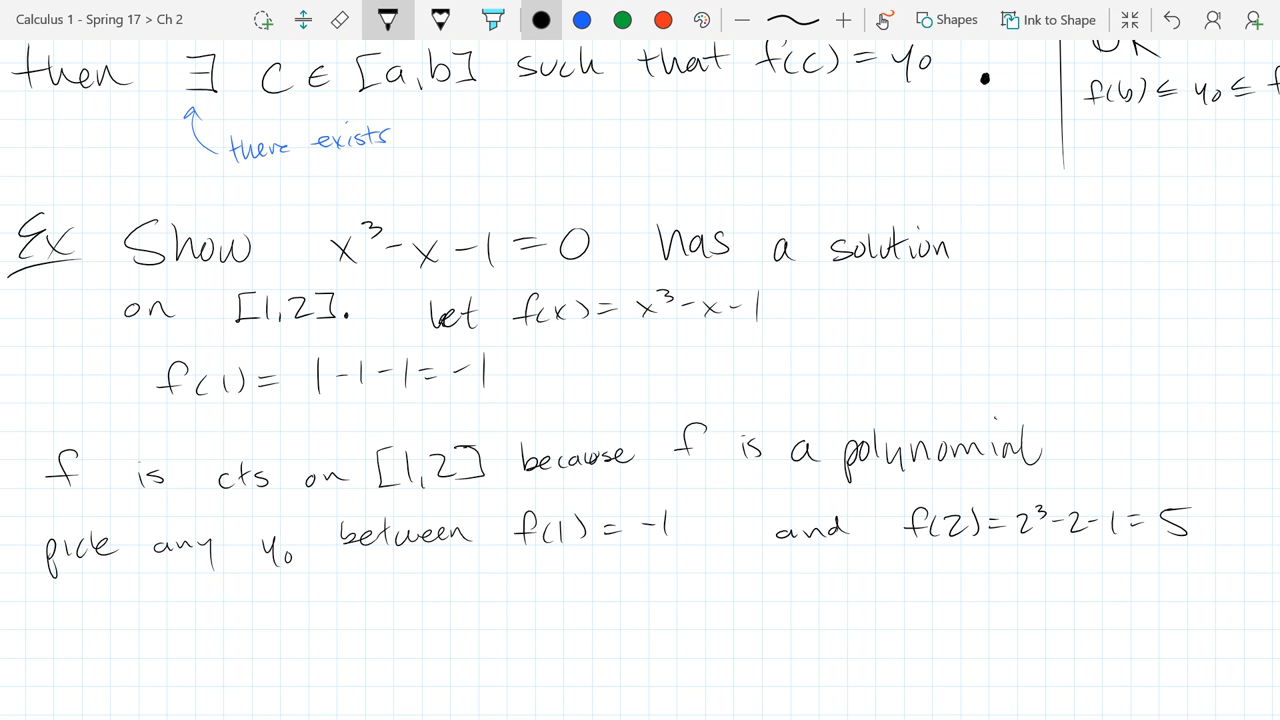 Calculus 1 - Spring 17 > Ch 2
Shapes
Ink to Shape
then ∃ c ∈ [a,b] such that f(c) = y₀ .
OR
f(b) ≤ y₀ ≤ f
there exists
Ex Show x³-x-1=0 has a solution
on [1,2]. Let f(x)= x³-x-1
f(1)= 1-1-1=-1
f is cts on [1,2] because f is a polynomial
pick any y₀ between f(1) = -1 and f(2)=2³-2-1=5